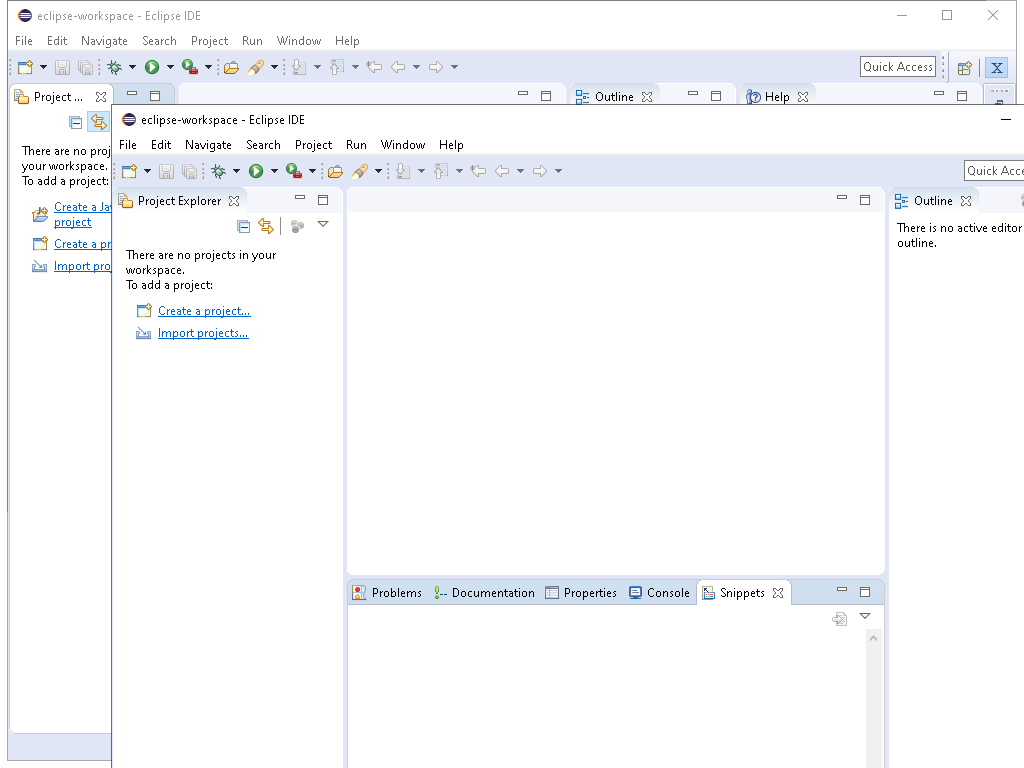 eclipse-workspace - Eclipse IDE
File Edit Navigate Search Project Run Window Help
Quick Access
X
Project ...
Outline
Help
There are no proj
your workspace.
To add a project:
Create a Ja
project
Create a pr
Import proj
eclipse-workspace - Eclipse IDE
File Edit Navigate Search Project Run Window Help
Quick Acce
Project Explorer
Outline
There are no projects in your
workspace.
To add a project:
Create a project...
Import projects...
There is no active editor
outline.
Problems Documentation Properties Console Snippets